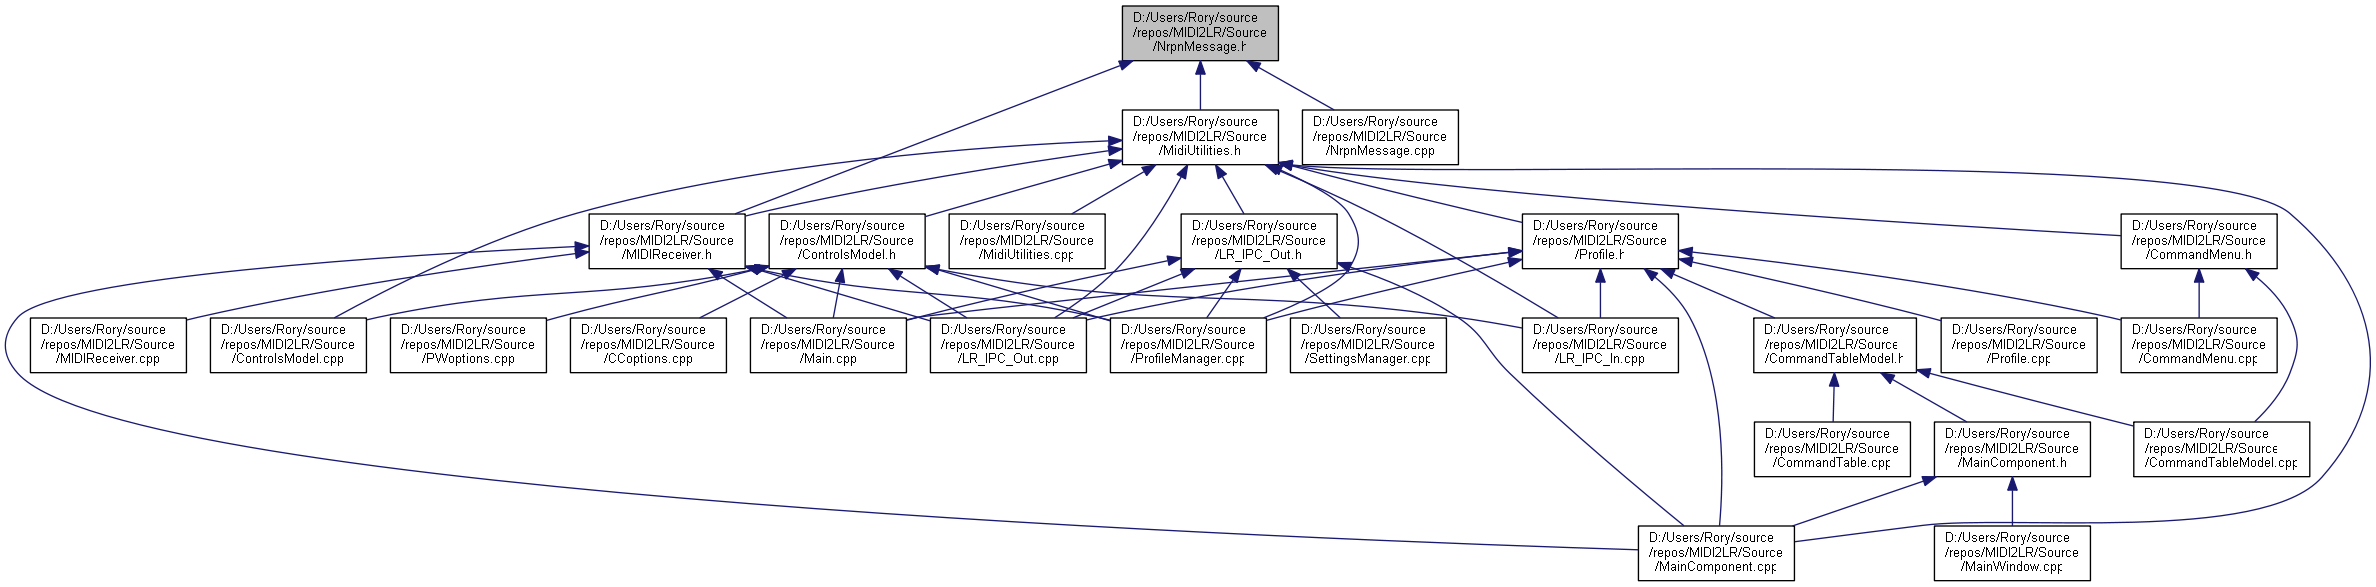 D:/Users/Rory/source
/repos/MIDI2LR/Source
/NrpnMessage.h
D:/Users/Rory/source
/repos/MIDI2LR/Source
/MidiUtilities.h
D:/Users/Rory/source
/repos/MIDI2LR/Source
/NrpnMessage.cpp
D:/Users/Rory/source
/repos/MIDI2LR/Source
/MIDIReceiver.h
D:/Users/Rory/source
/repos/MIDI2LR/Source
/ControlsModel.h
D:/Users/Rory/source
/repos/MIDI2LR/Source
/MidiUtilities.cpp
D:/Users/Rory/source
/repos/MIDI2LR/Source
/LR_IPC_Out.h
D:/Users/Rory/source
/repos/MIDI2LR/Source
/Profile.h
D:/Users/Rory/source
/repos/MIDI2LR/Source
/CommandMenu.h
D:/Users/Rory/source
/repos/MIDI2LR/Source
/MIDIReceiver.cpp
D:/Users/Rory/source
/repos/MIDI2LR/Source
/ControlsModel.cpp
D:/Users/Rory/source
/repos/MIDI2LR/Source
/PWoptions.cpp
D:/Users/Rory/source
/repos/MIDI2LR/Source
/CCoptions.cpp
D:/Users/Rory/source
/repos/MIDI2LR/Source
/Main.cpp
D:/Users/Rory/source
/repos/MIDI2LR/Source
/LR_IPC_Out.cpp
D:/Users/Rory/source
/repos/MIDI2LR/Source
/ProfileManager.cpp
D:/Users/Rory/source
/repos/MIDI2LR/Source
/SettingsManager.cpp
D:/Users/Rory/source
/repos/MIDI2LR/Source
/LR_IPC_In.cpp
D:/Users/Rory/source
/repos/MIDI2LR/Source
/CommandTableModel.h
D:/Users/Rory/source
/repos/MIDI2LR/Source
/Profile.cpp
D:/Users/Rory/source
/repos/MIDI2LR/Source
/CommandMenu.cpp
D:/Users/Rory/source
/repos/MIDI2LR/Source
/CommandTable.cpp
D:/Users/Rory/source
/repos/MIDI2LR/Source
/MainComponent.h
D:/Users/Rory/source
/repos/MIDI2LR/Source
/CommandTableModel.cpp
D:/Users/Rory/source
/repos/MIDI2LR/Source
/MainComponent.cpp
D:/Users/Rory/source
/repos/MIDI2LR/Source
/MainWindow.cpp